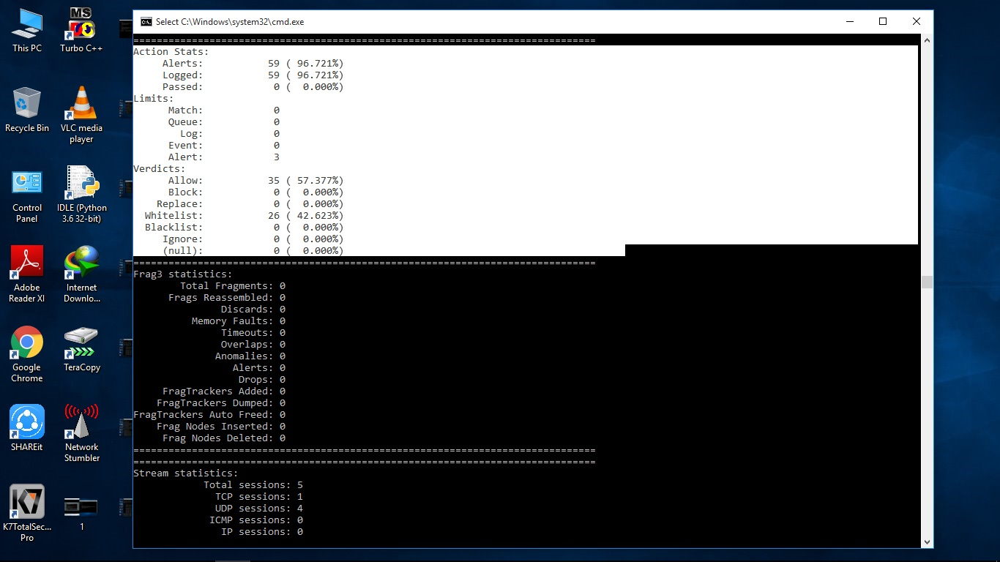 This PC
Turbo C++
Recycle Bin
VLC media
player
Control
Panel
IDLE (Python
3.6 32-bit)
Adobe
Reader XI
Internet
Downlo...
Google
Chrome
TeraCopy
SHAREit
Network
Stumbler
K7TotalSec...
Pro
1
Select C:\Windows\system32\cmd.exe
===============================================================================
Action Stats:
Alerts: 59 ( 96.721%)
Logged: 59 ( 96.721%)
Passed: 0 ( 0.000%)
Limits:
Match: 0
Queue: 0
Log: 0
Event: 0
Alert: 3
Verdicts:
Allow: 35 ( 57.377%)
Block: 0 ( 0.000%)
Replace: 0 ( 0.000%)
Whitelist: 26 ( 42.623%)
Blacklist: 0 ( 0.000%)
Ignore: 0 ( 0.000%)
(null): 0 ( 0.000%)
===============================================================================
Frag3 statistics:
Total Fragments: 0
Frags Reassembled: 0
Discards: 0
Memory Faults: 0
Timeouts: 0
Overlaps: 0
Anomalies: 0
Alerts: 0
Drops: 0
FragTrackers Added: 0
FragTrackers Dumped: 0
FragTrackers Auto Freed: 0
Frag Nodes Inserted: 0
Frag Nodes Deleted: 0
===============================================================================
===============================================================================
Stream statistics:
Total sessions: 5
TCP sessions: 1
UDP sessions: 4
ICMP sessions: 0
IP sessions: 0